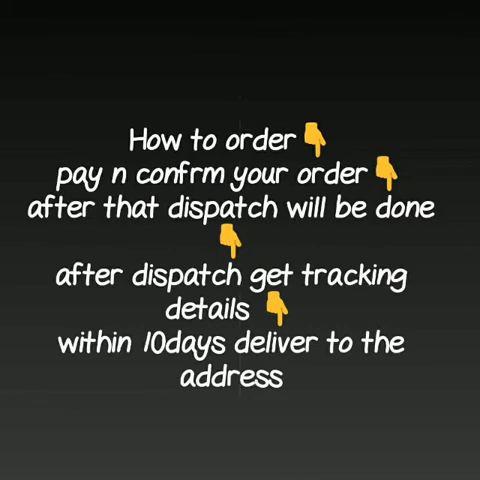 How to order👇
pay n confrm your order👇
after that dispatch will be done
👇
after dispatch get tracking
details 👇
within 10days deliver to the
address